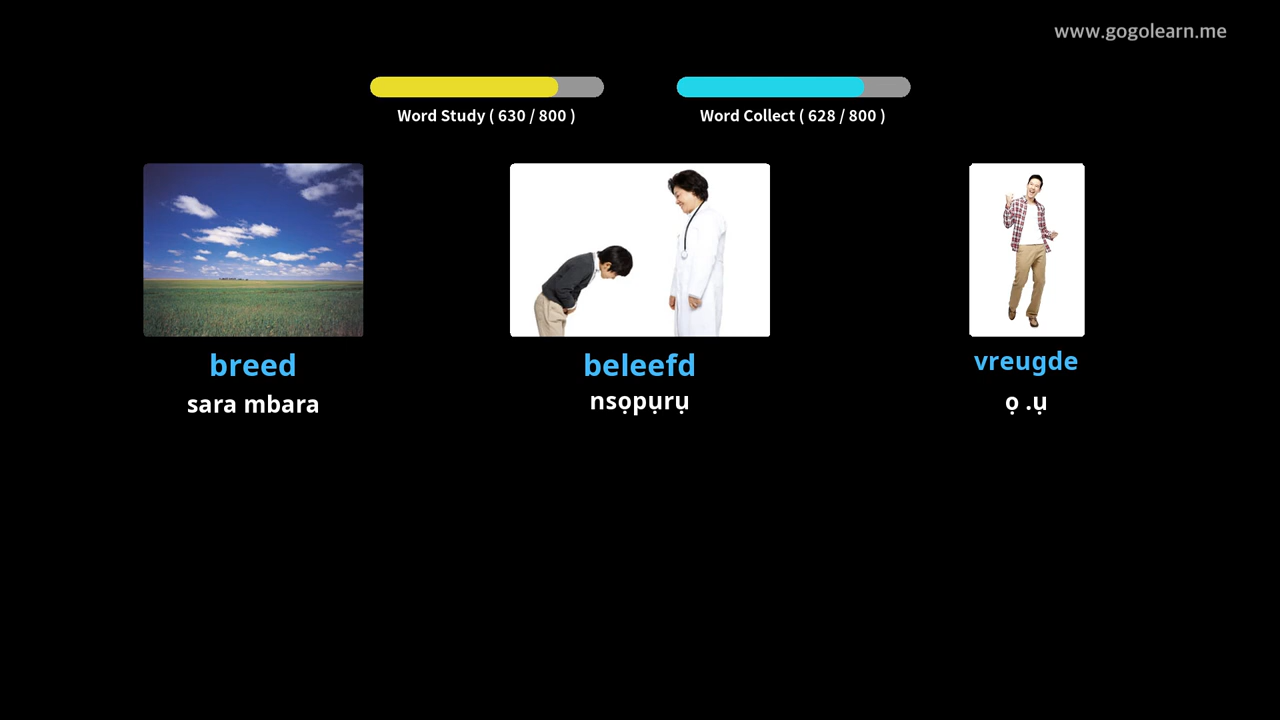 www.gogolearn.me
Word Study ( 630 / 800 )
Word Collect ( 628 / 800 )
breed
beleefd
vreugde
sara mbara
nsọpụrụ
ọ .ụ